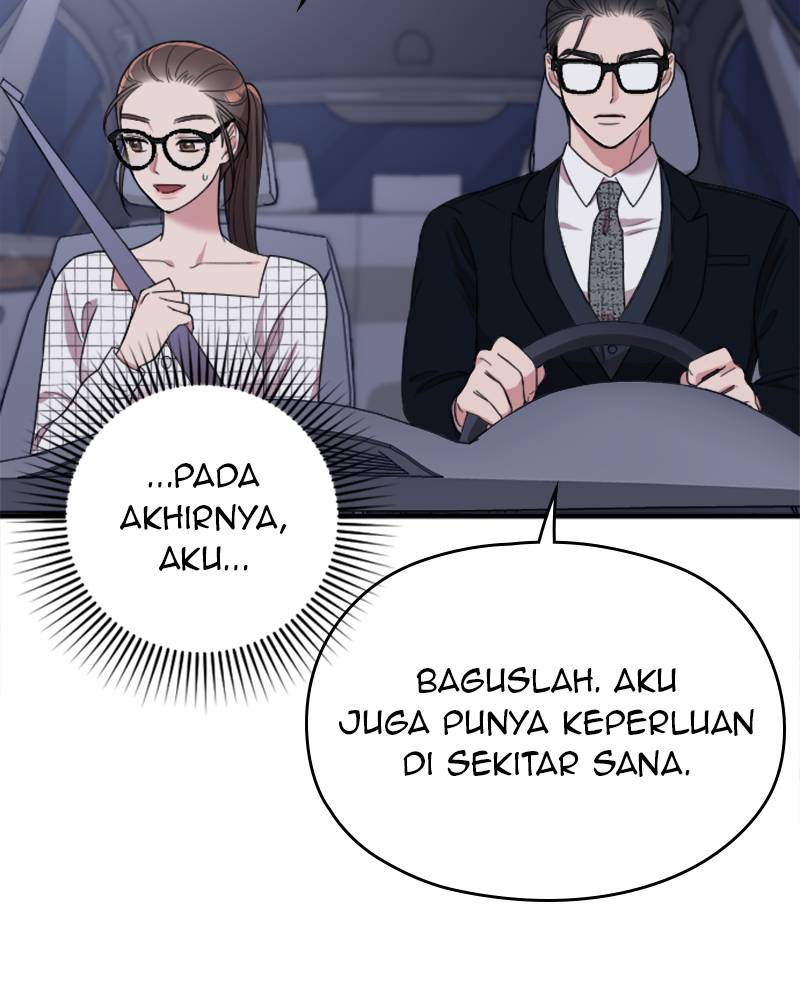 ...PADA
AKHIRNYA,
AKU...
BAGUSLAH. AKU
JUGA PUNYA KEPERLUAN
DI SEKITAR SANA.